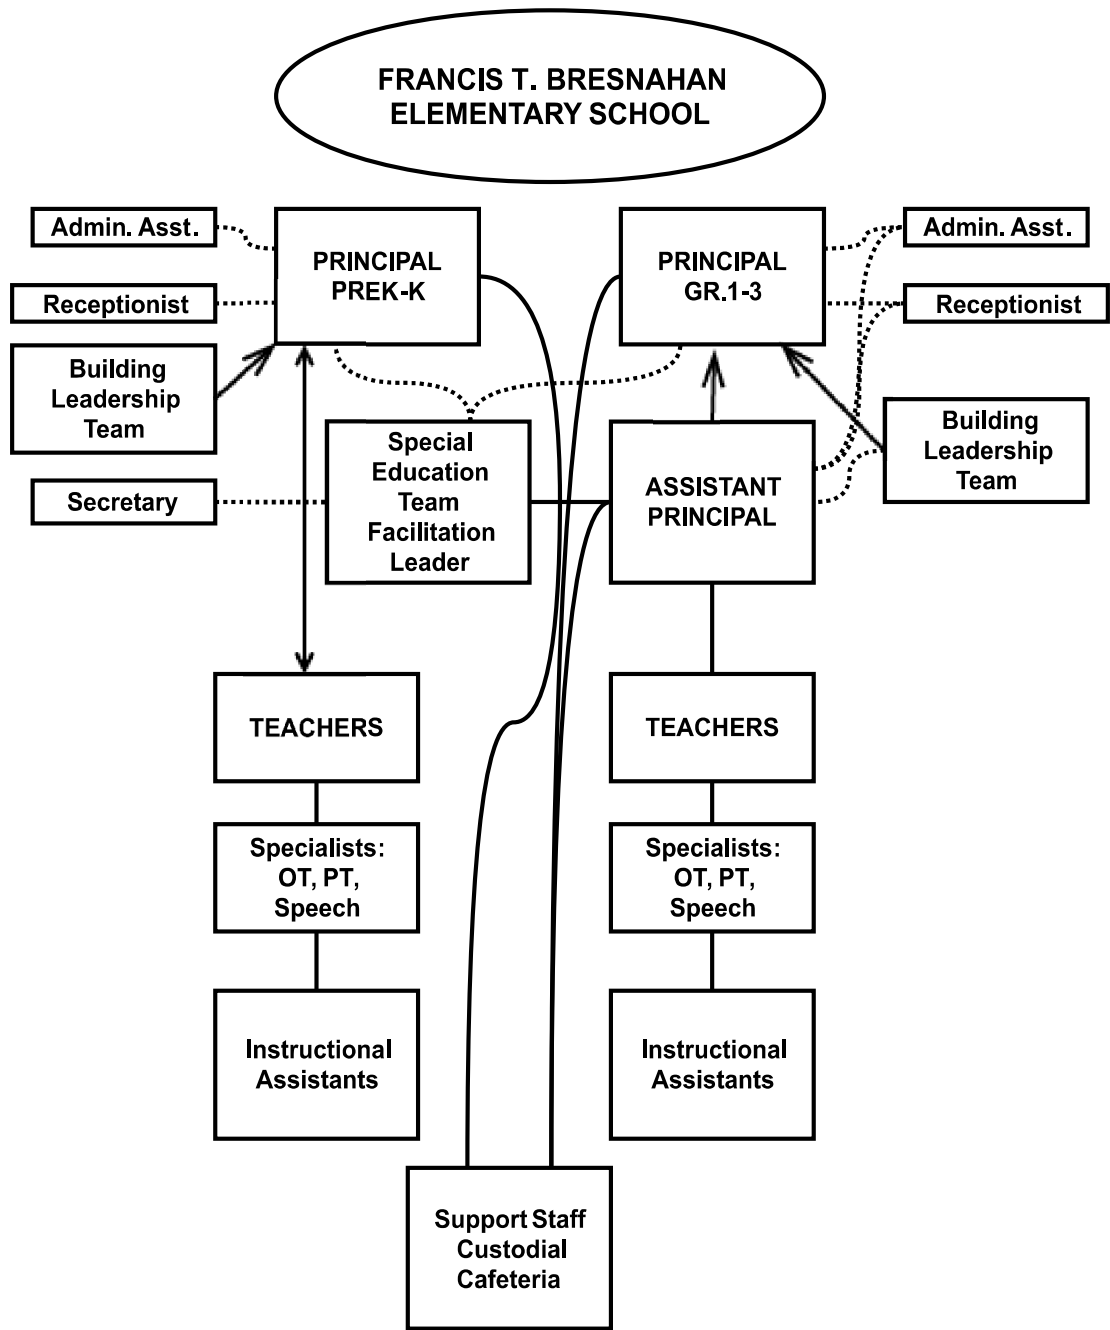 FRANCIS T. BRESNAHAN
ELEMENTARY SCHOOL
Admin. Asst.
PRINCIPAL
PREK-K
PRINCIPAL
GR.1-3
Admin. Asst.
Receptionist
Receptionist
Building
Leadership
Team
Building
Leadership
Team
Secretary
Special
Education
Team
Facilitation
Leader
ASSISTANT
PRINCIPAL
TEACHERS
TEACHERS
Specialists:
OT, PT,
Speech
Specialists:
OT, PT,
Speech
Instructional
Assistants
Instructional
Assistants
Support Staff
Custodial
Cafeteria